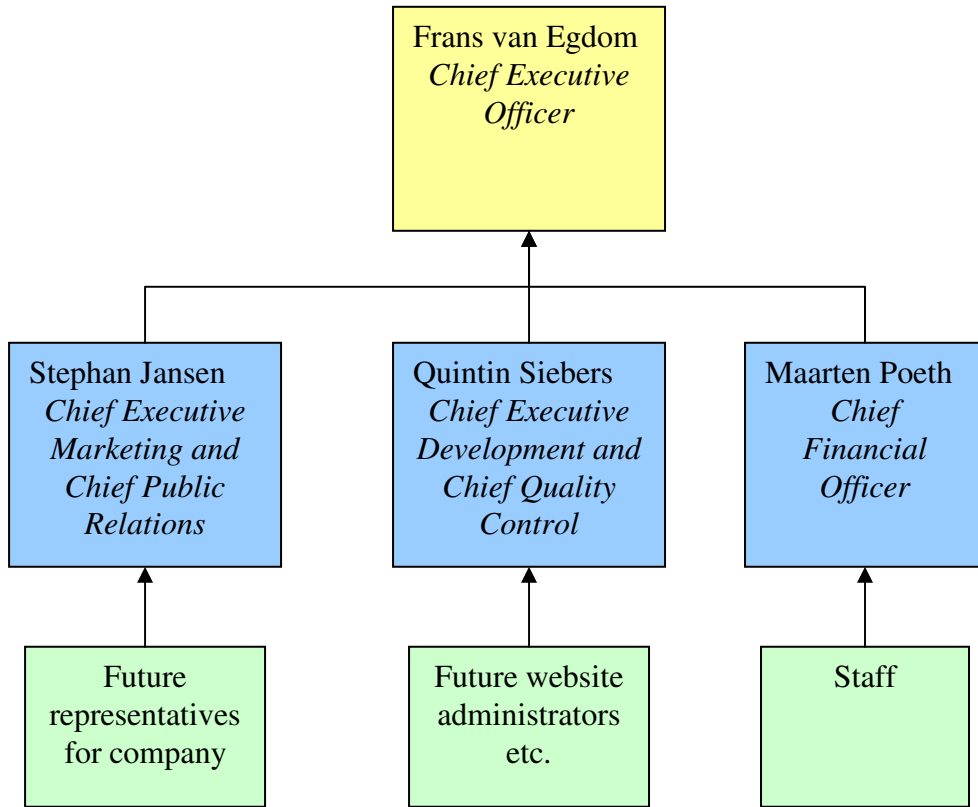 Frans van Egdom
Chief Executive
Officer
Stephan Jansen
Chief Executive
Marketing and
Chief Public
Relations
Quintin Siebers
Chief Executive
Development and
Chief Quality
Control
Maarten Poeth
Chief
Financial
Officer
Future
representatives
for company
Future website
administrators
etc.
Staff